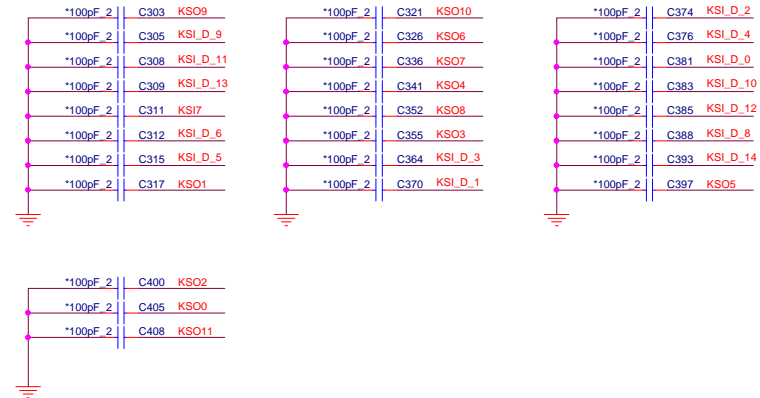 *100pF_2 C303 KSO9
*100pF_2 C305 KSI_D_9
*100pF_2 C308 KSI_D_11
*100pF_2 C309 KSI_D_13
*100pF_2 C311 KSI7
*100pF_2 C312 KSI_D_6
*100pF_2 C315 KSI_D_5
*100pF_2 C317 KSO1
*100pF_2 C321 KSO10
*100pF_2 C326 KSO6
*100pF_2 C336 KSO7
*100pF_2 C341 KSO4
*100pF_2 C352 KSO8
*100pF_2 C355 KSO3
*100pF_2 C364 KSI_D_3
*100pF_2 C370 KSI_D_1
*100pF_2 C374 KSI_D_2
*100pF_2 C376 KSI_D_4
*100pF_2 C381 KSI_D_0
*100pF_2 C383 KSI_D_10
*100pF_2 C385 KSI_D_12
*100pF_2 C388 KSI_D_8
*100pF_2 C393 KSI_D_14
*100pF_2 C397 KSO5
*100pF_2 C400 KSO2
*100pF_2 C405 KSO0
*100pF_2 C408 KSO11